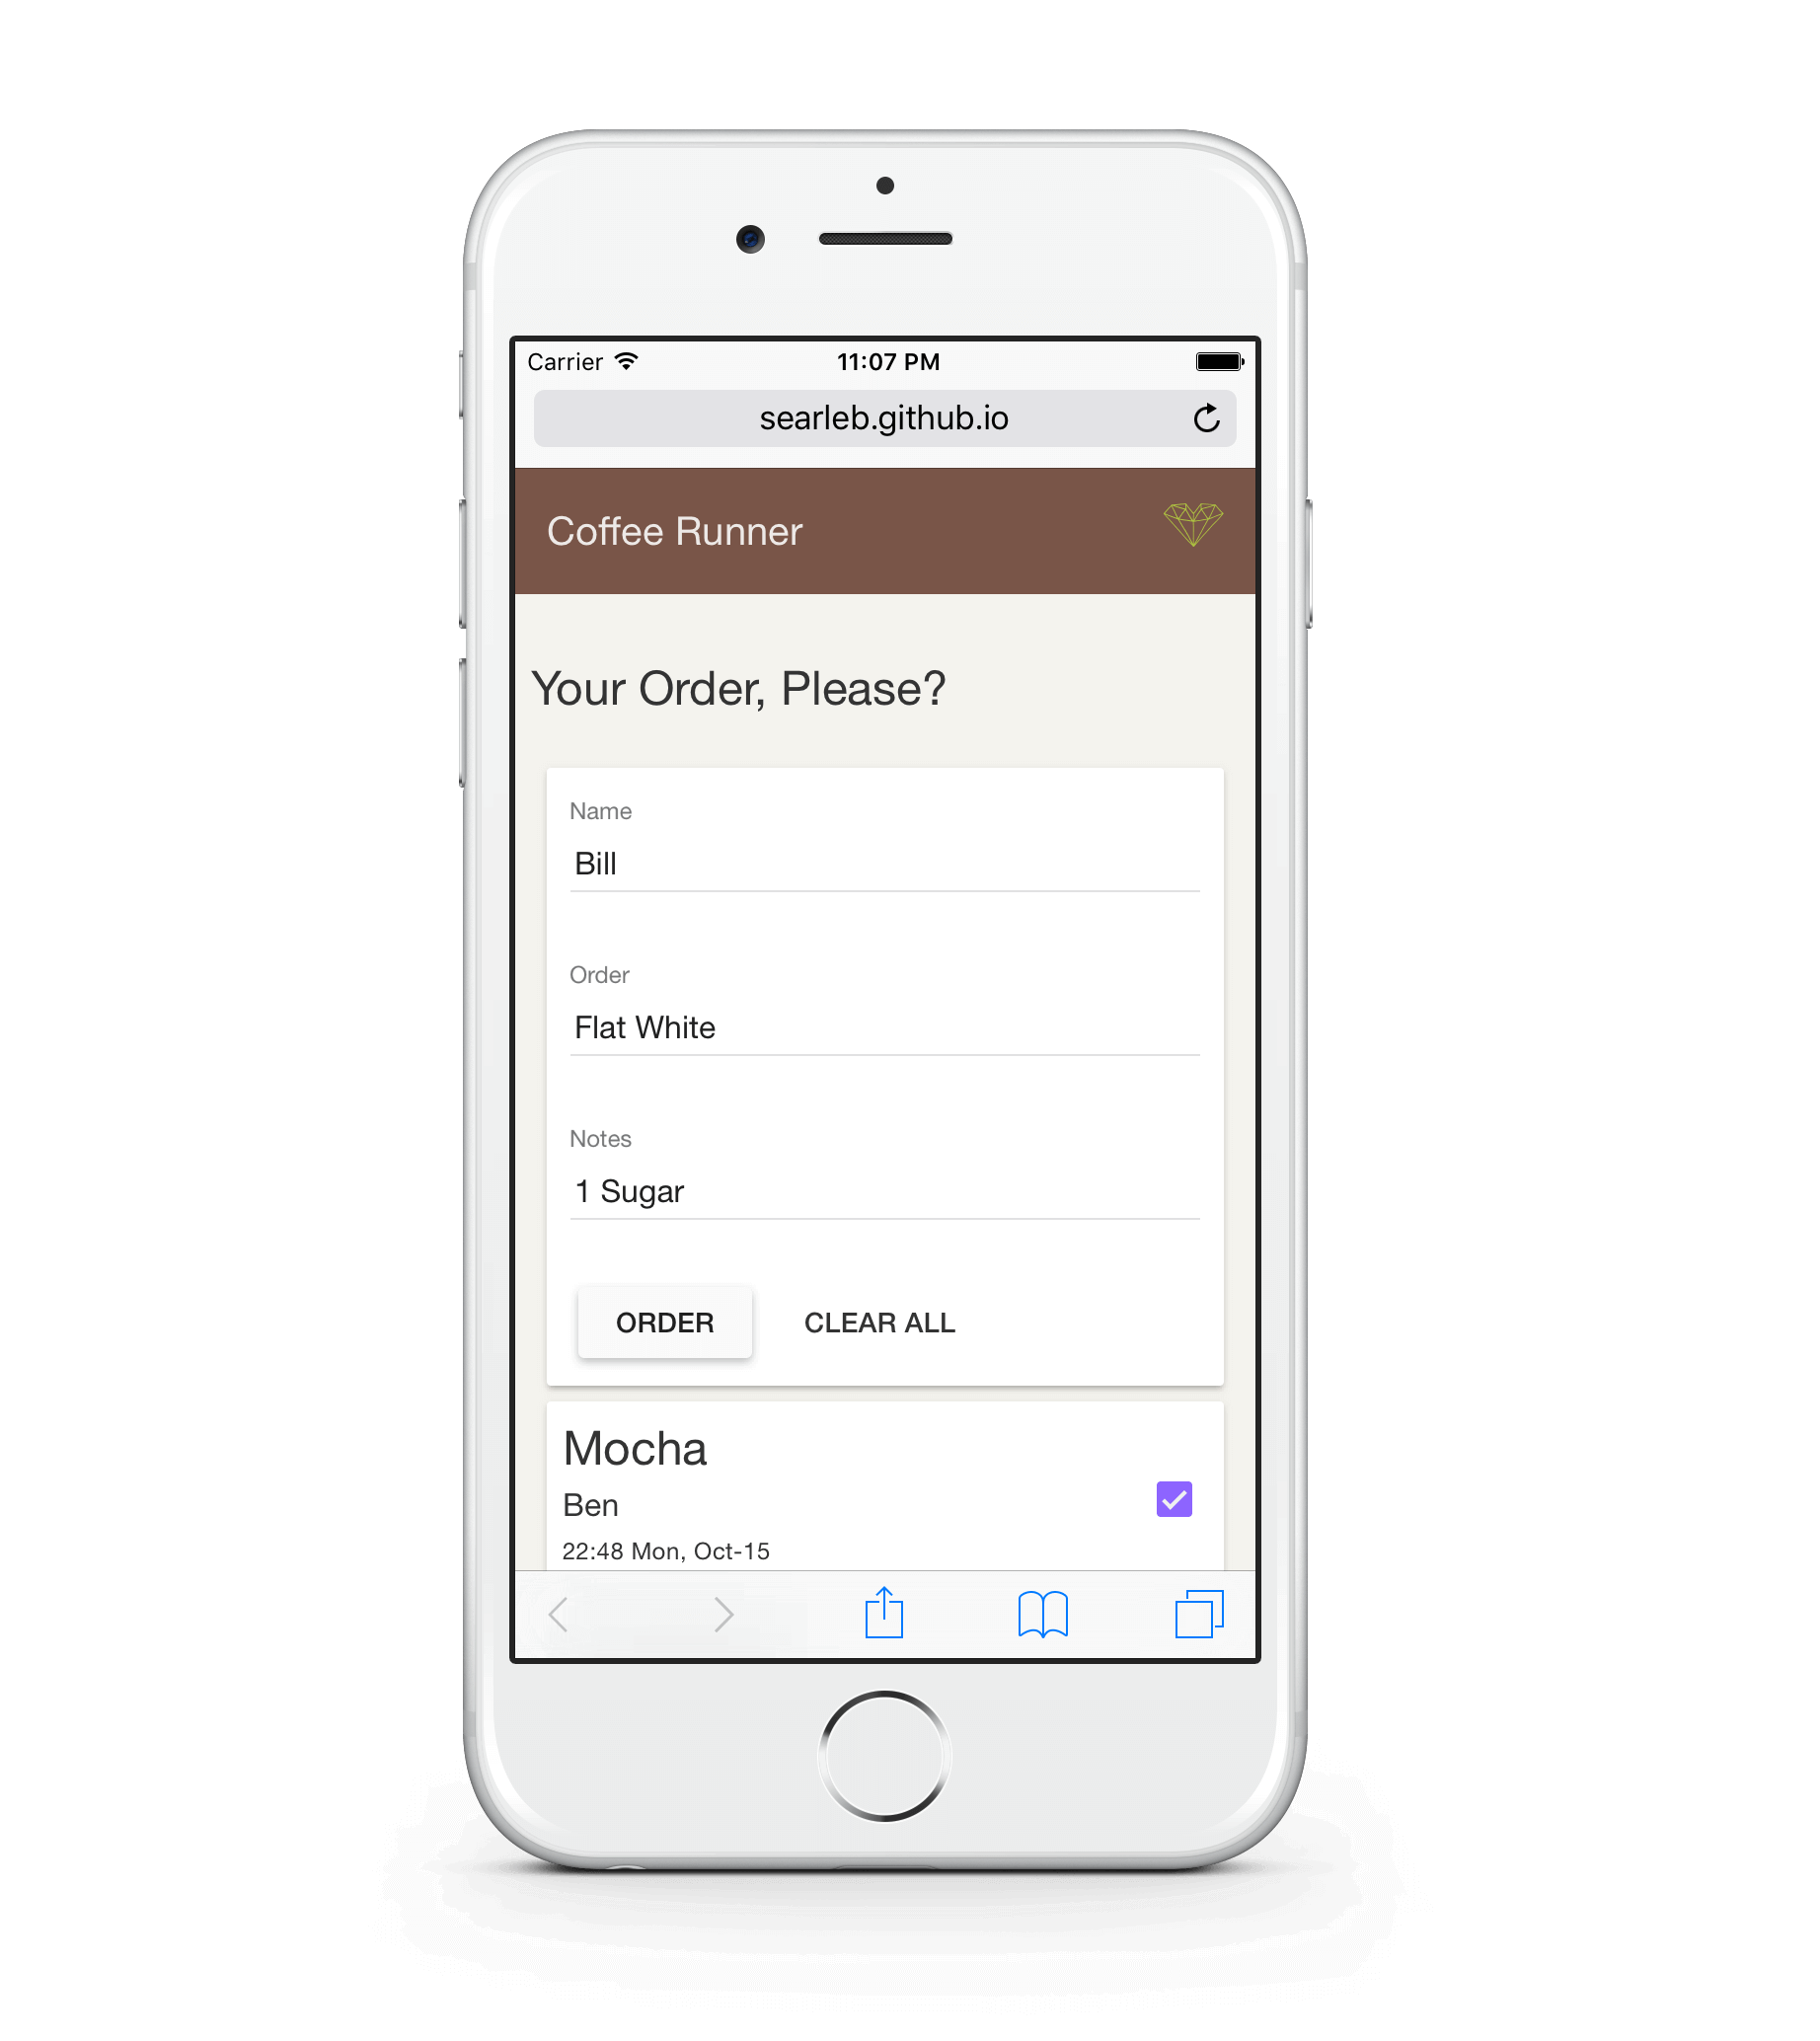 Carrier 11:07 PM
searleb.github.io
Coffee Runner
Your Order, Please?
Name
Bill
Order
Flat White
Notes
1 Sugar
ORDER CLEAR ALL
Mocha
Ben
22:48 Mon, Oct-15